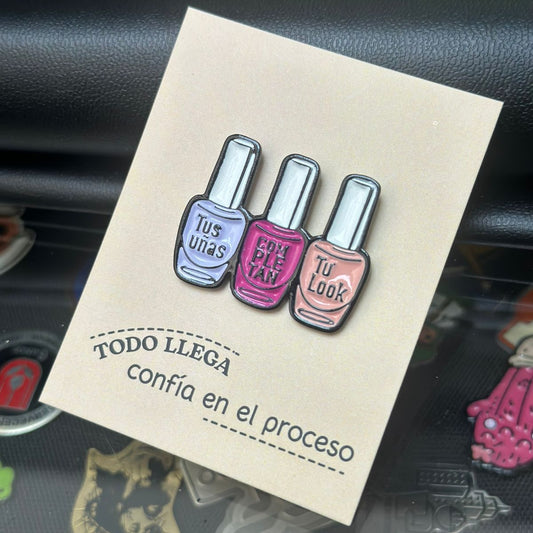 Tus
uñas
COM
PLE
TAN
Tu
Look
TODO LLEGA
confía en el proceso